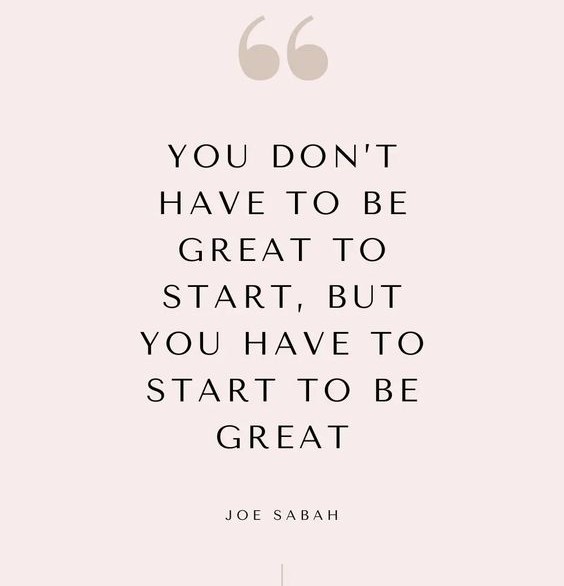 “
YOU DON'T
HAVE TO BE
GREAT TO
START, BUT
YOU HAVE TO
START TO BE
GREAT
JOE SABAH